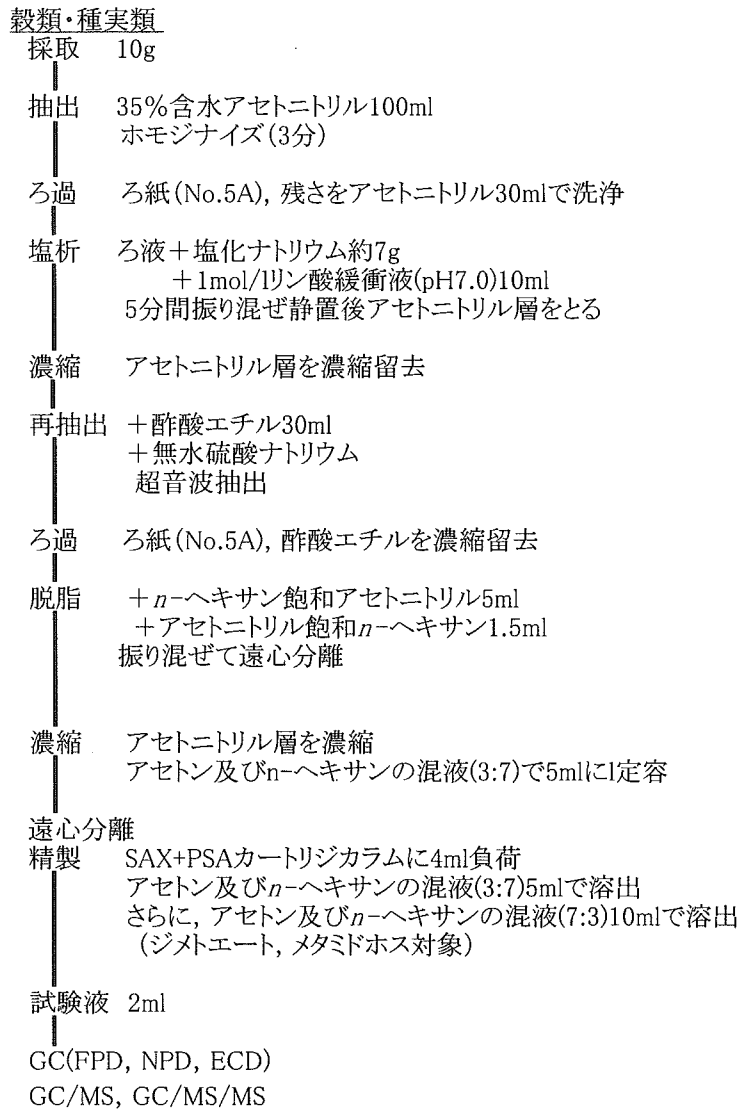 穀類・種実類
採取 10g
抽出 35%含水アセトニトリル100ml
ホモジナイズ(3分)
ろ過 ろ紙(No.5A), 残さをアセトニトリル30mlで洗浄
塩析 ろ液＋塩化ナトリウム約7g
＋1mol/lリン酸緩衝液(pH7.0)10ml
5分間振り混ぜ静置後アセトニトリル層をとる
濃縮 アセトニトリル層を濃縮留去
再抽出 ＋酢酸エチル30ml
＋無水硫酸ナトリウム
超音波抽出
ろ過 ろ紙(No.5A), 酢酸エチルを濃縮留去
脱脂 ＋n-ヘキサン飽和アセトニトリル5ml
＋アセトニトリル飽和n-ヘキサン1.5ml
振り混ぜて遠心分離
濃縮 アセトニトリル層を濃縮
アセトン及びn-ヘキサンの混液(3:7)で5mlにl定容
遠心分離
精製 SAX+PSAカートリジカラムに4ml負荷
アセトン及びn-ヘキサンの混液(3:7)5mlで溶出
さらに, アセトン及びn-ヘキサンの混液(7:3)10mlで溶出
(ジメトエート, メタミドホス対象)
試験液 2ml
GC(FPD, NPD, ECD)
GC/MS, GC/MS/MS